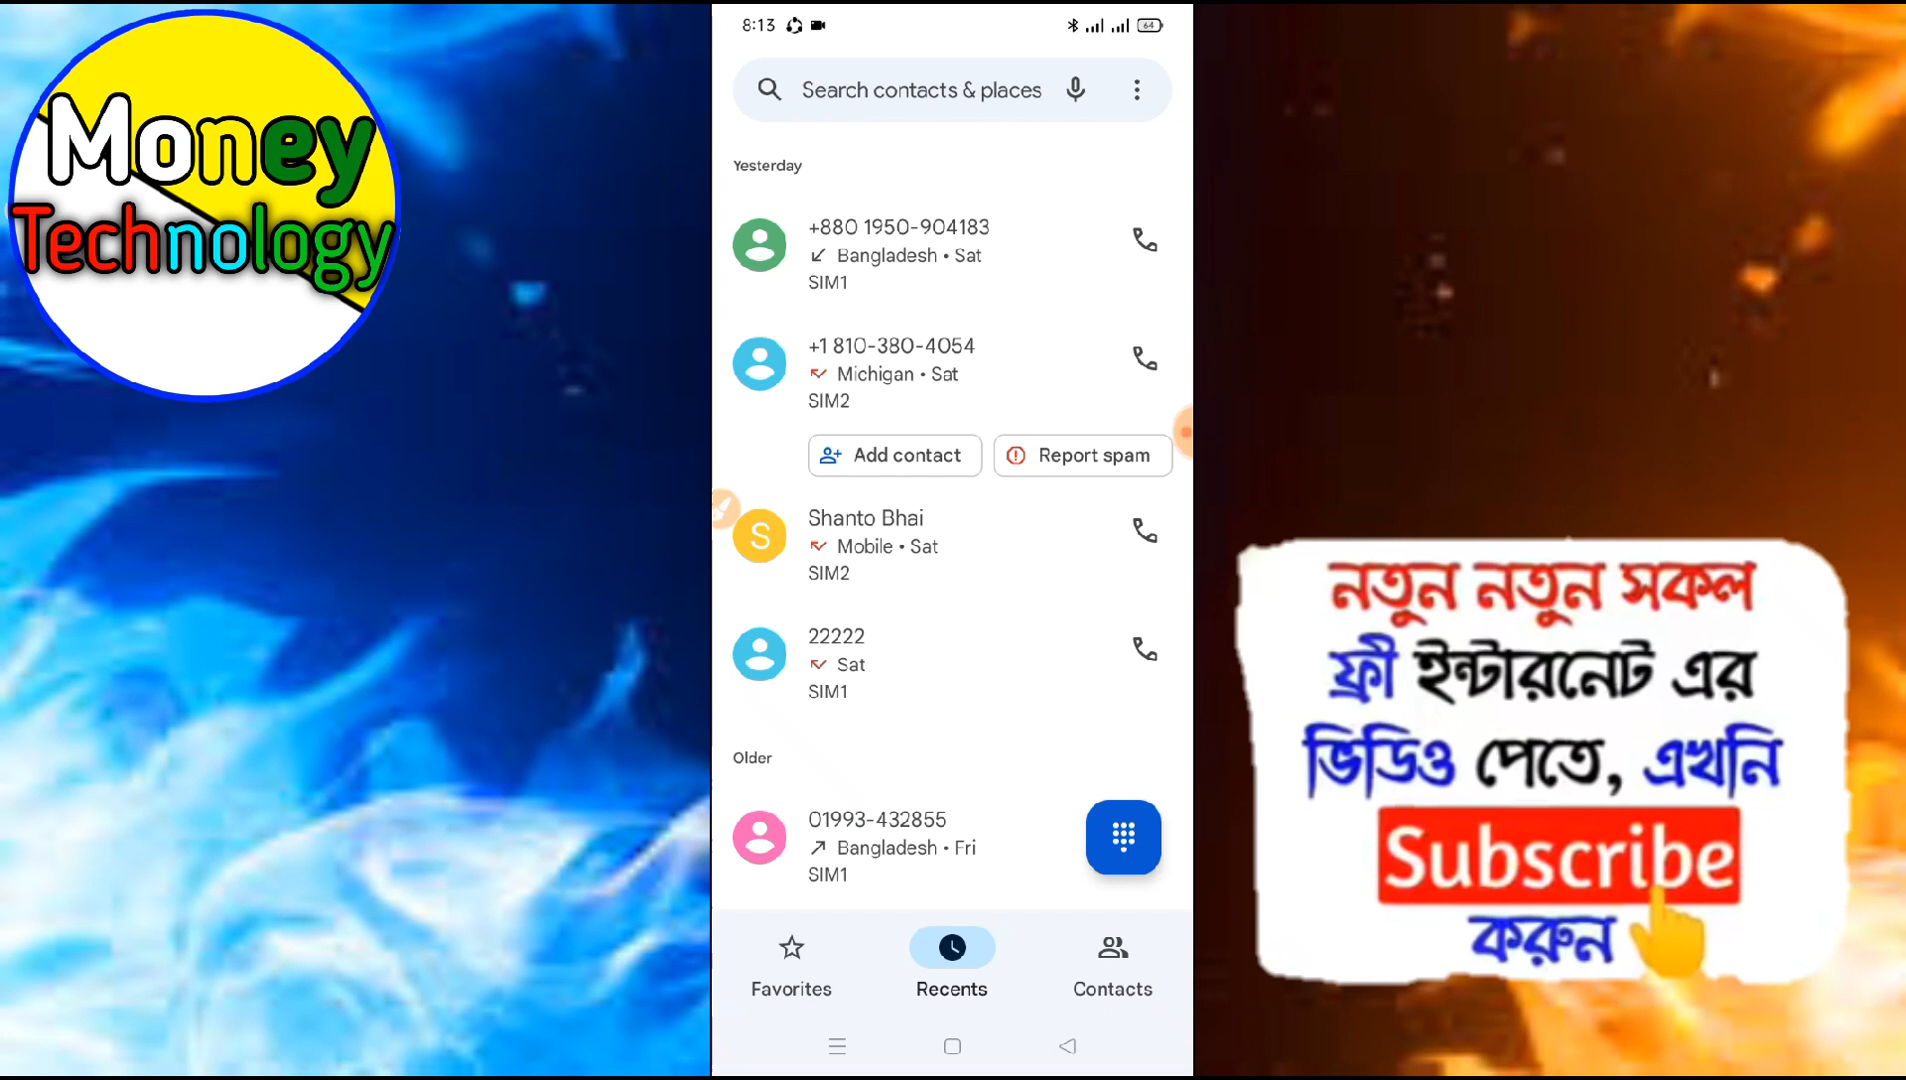 Money
Technology
8:13
64
Search contacts & places
Yesterday
+880 1950-904183
Bangladesh • Sat
SIM1
+1 810-380-4054
Michigan • Sat
SIM2
Add contact
Report spam
S
Shanto Bhai
Mobile • Sat
SIM2
22222
Sat
SIM1
Older
01993-432855
Bangladesh • Fri
SIM1
Favorites
Recents
Contacts
নতুন নতুন সকল
ফ্রী ইন্টারনেট এর
ভিডিও পেতে, এখনি
Subscribe
করুন